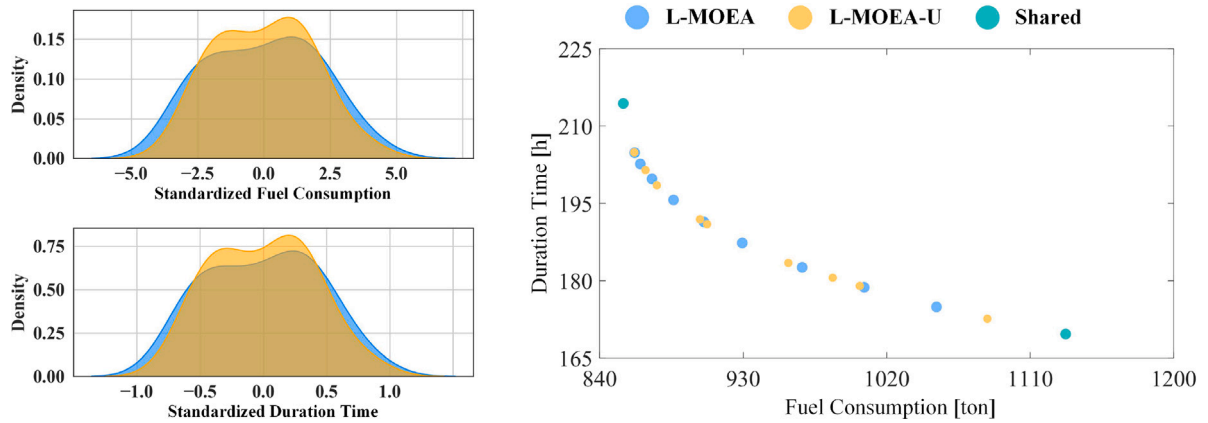 0.15
0.10
0.05
0.00
Density
−5.0 −2.5 0.0 2.5 5.0
Standardized Fuel Consumption
0.75
0.50
0.25
0.00
Density
−1.0 −0.5 0.0 0.5 1.0
Standardized Duration Time
L-MOEA L-MOEA-U Shared
225
210
195
180
165
Duration Time [h]
840 930 1020 1110 1200
Fuel Consumption [ton]